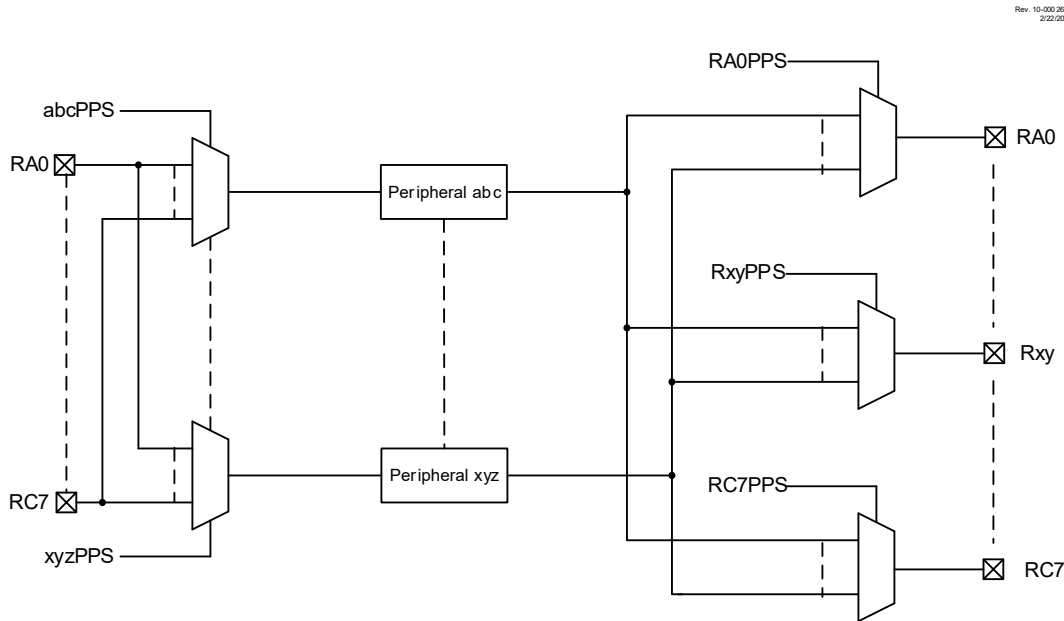 Rev. 10-000 26
2/22/20
RA0PPS
abcPPS
RA0
RA0
Peripheral abc
RxyPPS
Rxy
Peripheral xyz
RC7PPS
RC7
xyzPPS
RC7